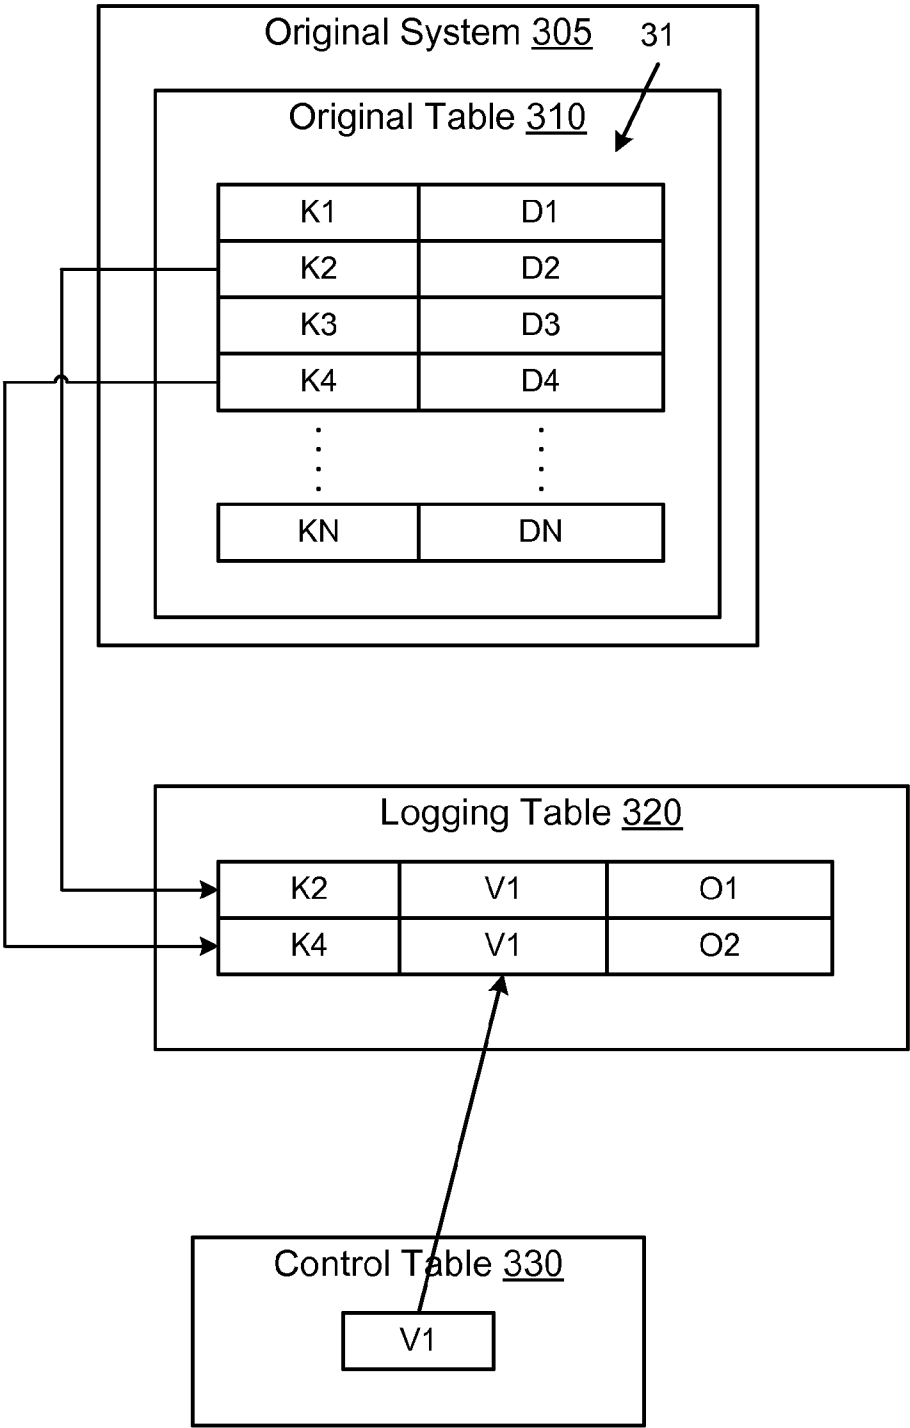 Original System 305 31
Original Table 310
K1 D1
K2 D2
K3 D3
K4 D4
KN DN
Logging Table 320
K2 V1 O1
K4 V1 O2
Control Table 330
V1